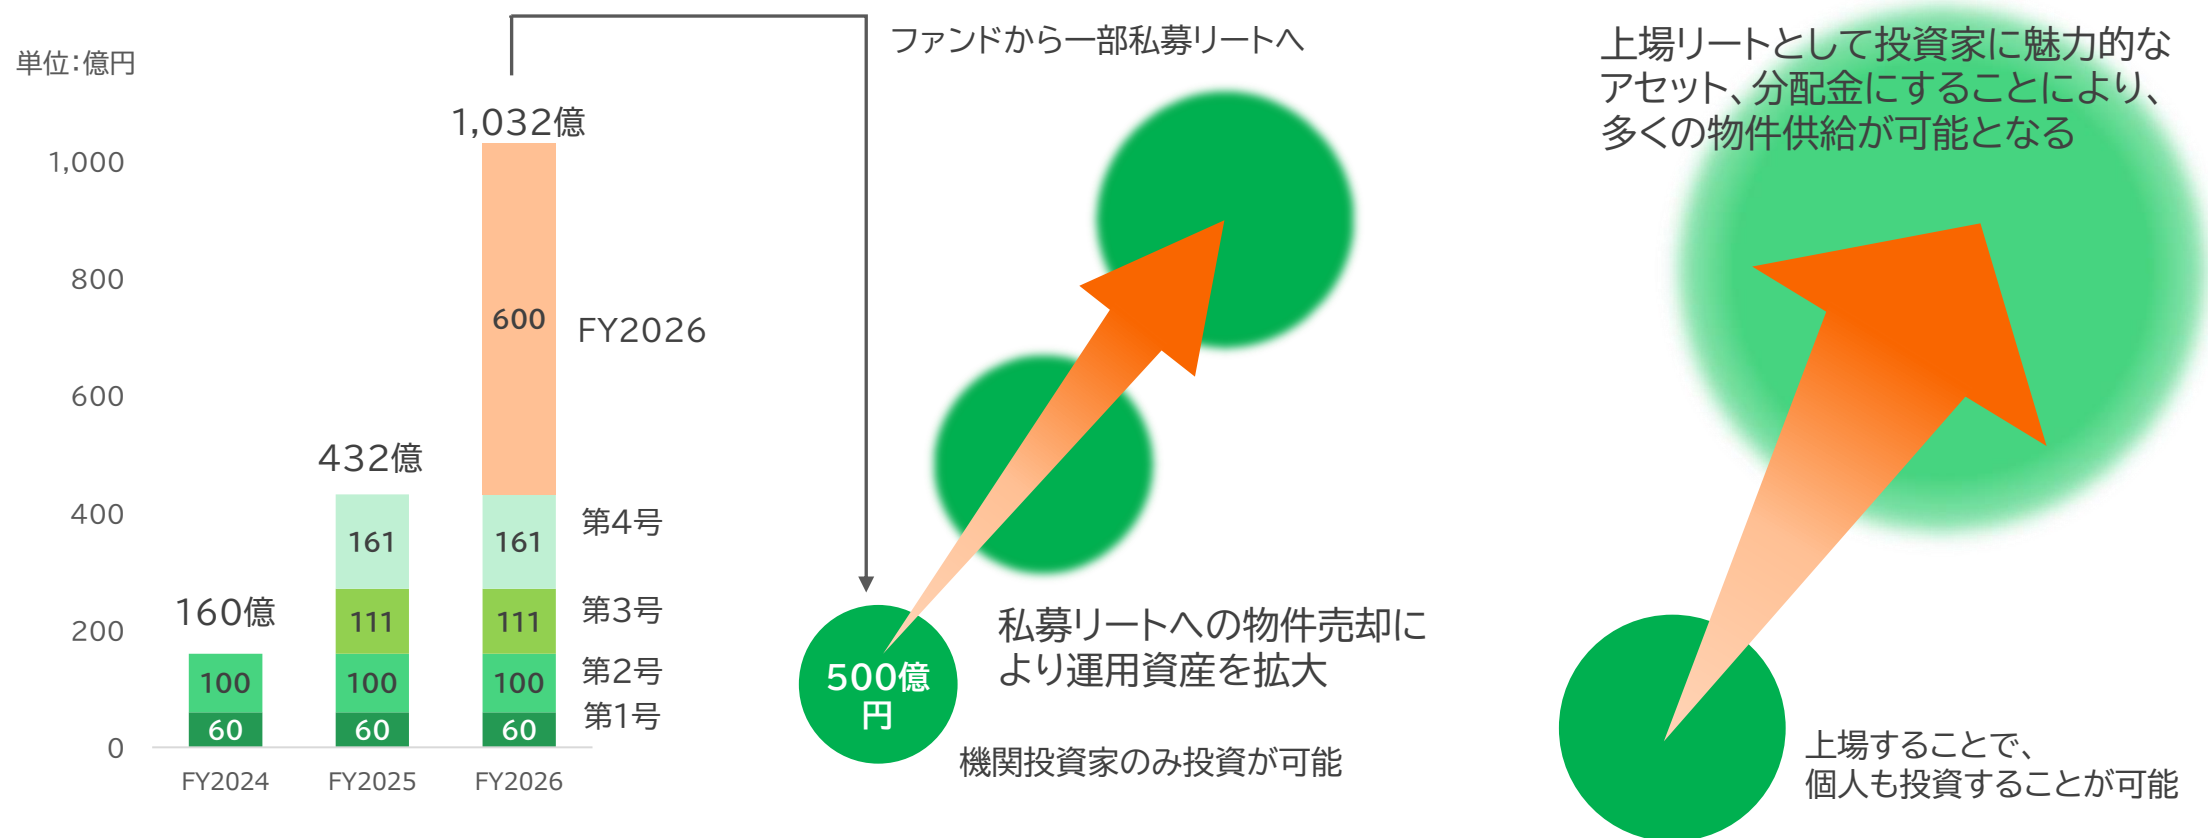 単位：億円
1,000
800
600
400
200
0
160億
100
60
FY2024
432億
161
111
100
60
FY2025
1,032億
600
161
111
100
60
FY2026
FY2026
第4号
第3号
第2号
第1号
ファンドから一部私募リートへ
500億
円
私募リートへの物件売却に
より運用資産を拡大
機関投資家のみ投資が可能
上場リートとして投資家に魅力的な
アセット、分配金にすることにより、
多くの物件供給が可能となる
上場することで、
個人も投資することが可能